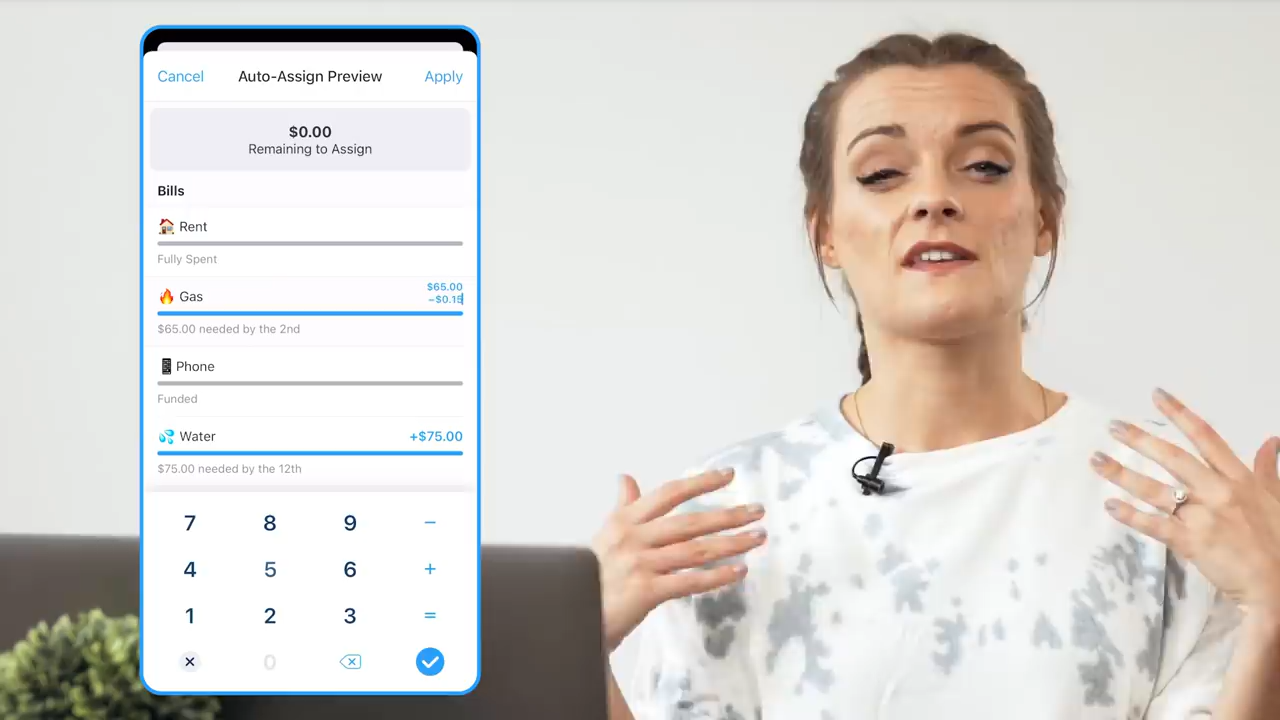 Cancel Auto-Assign Preview Apply
$0.00
Remaining to Assign
Bills
Rent
Fully Spent
Gas $65.00
−$0.15
$65.00 needed by the 2nd
Phone
Funded
Water +$75.00
$75.00 needed by the 12th
7 8 9 −
4 5 6 +
1 2 3 =
0